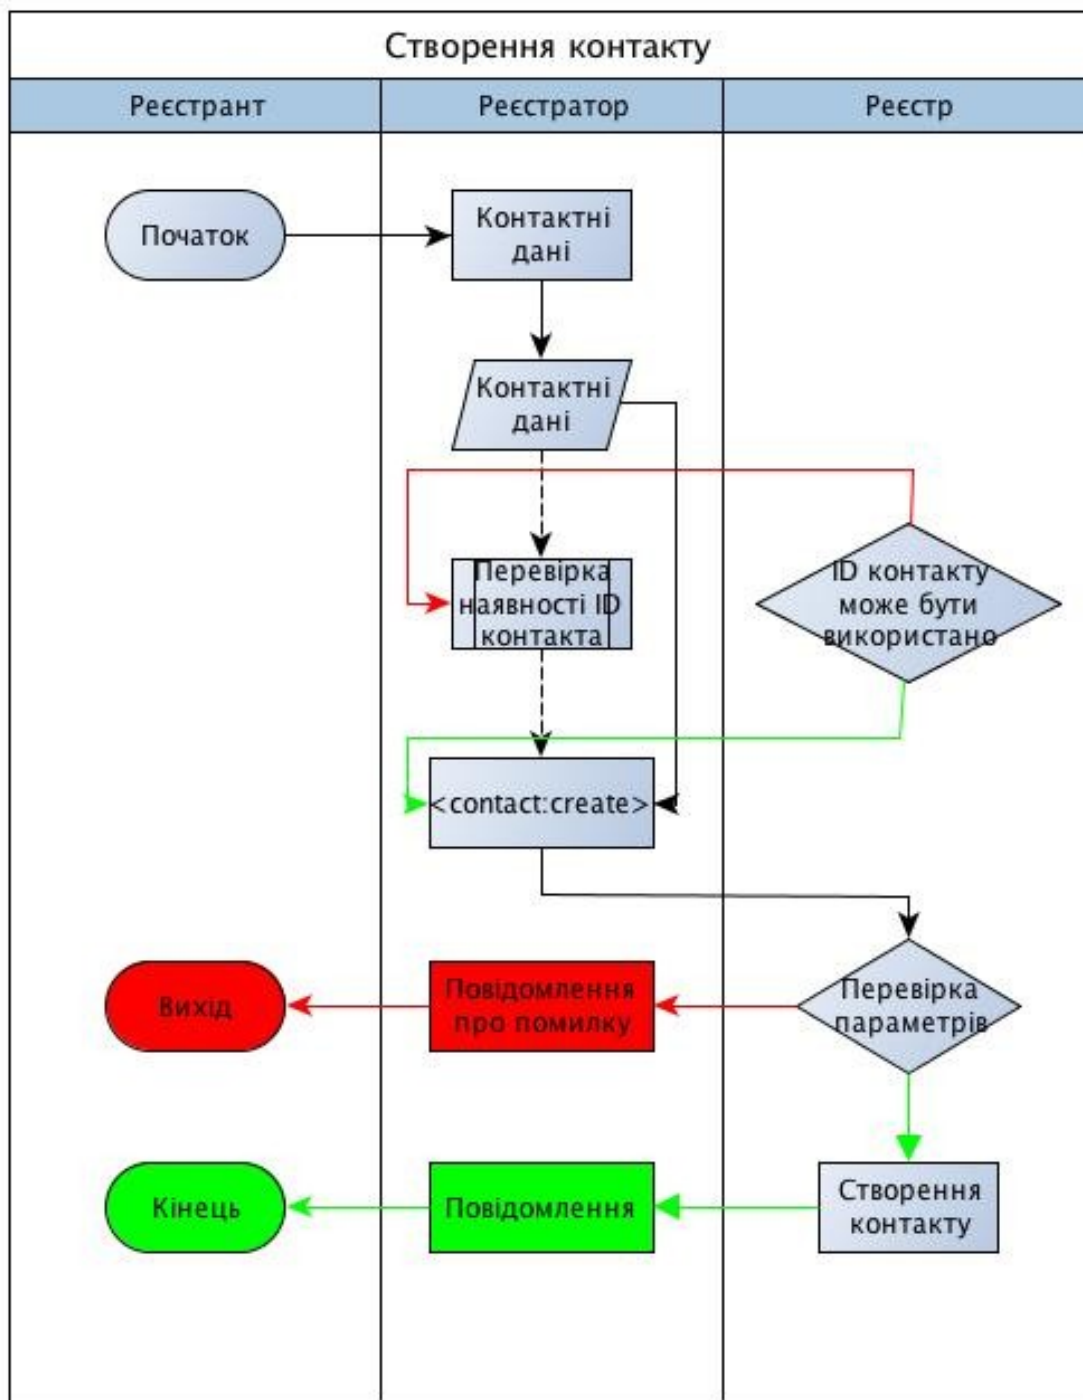 Створення контакту
Реєстрант
Реєстратор
Реєстр
Початок
Контактні
дані
Контактні
дані
Перевірка
наявності ID
контакта
ID контакту
може бути
використано
<contact:create>
Вихід
Повідомлення
про помилку
Перевірка
параметрів
Кінець
Повідомлення
Створення
контакту